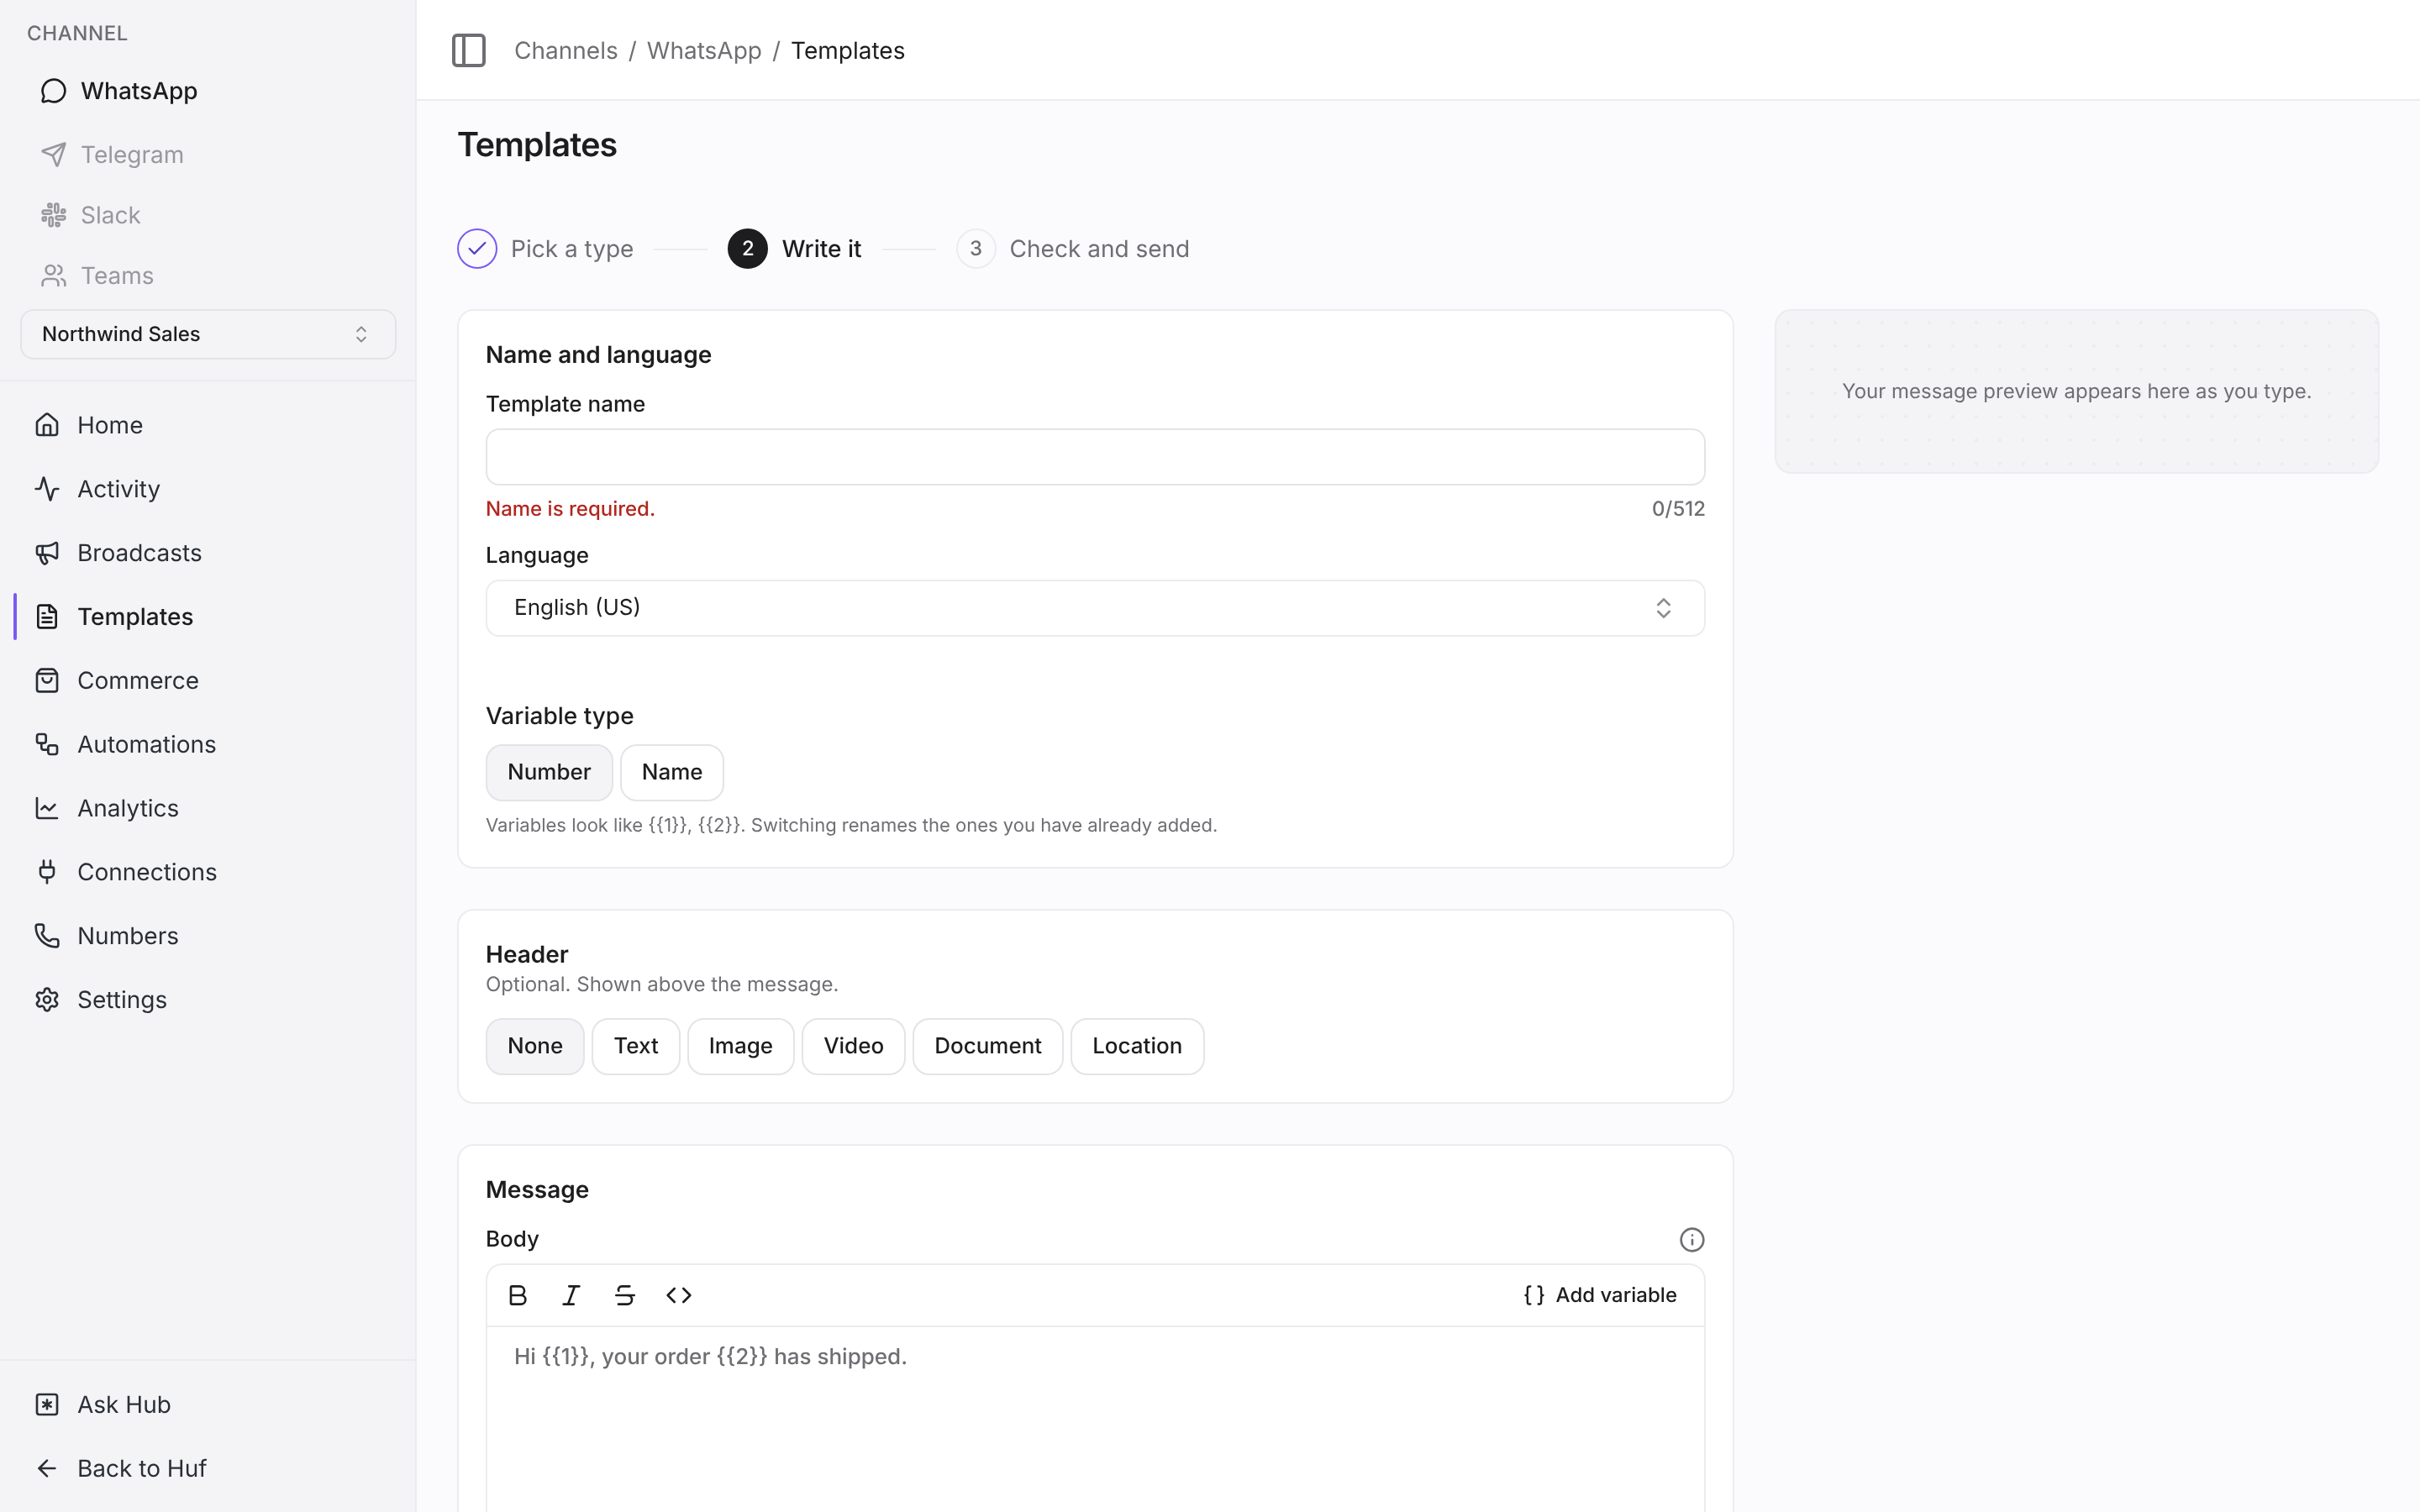 CHANNEL
WhatsApp
Telegram
Slack
Teams
Northwind Sales
Home
Activity
Broadcasts
Templates
Commerce
Automations
Analytics
Connections
Numbers
Settings
Ask Hub
Back to Huf
Channels / WhatsApp / Templates
Templates
Pick a type
2 Write it
3 Check and send
Name and language
Template name
Name is required. 0/512
Language
English (US)
Variable type
Number Name
Variables look like {{1}}, {{2}}. Switching renames the ones you have already added.
Header
Optional. Shown above the message.
None Text Image Video Document Location
Message
Body
B I S <> {} Add variable
Hi {{1}}, your order {{2}} has shipped.
Your message preview appears here as you type.